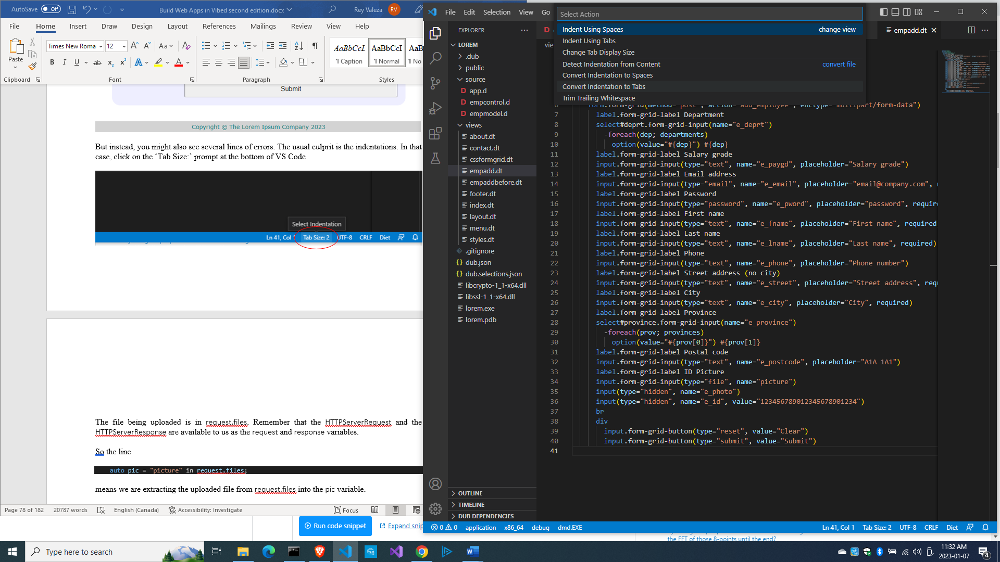 AutoSave Off Build Web Apps in Vibed second edition.docx Rey Valeza RV
File Home Insert Draw Design Layout References Mailings Review View Help
Paste
Times New Roma 12 Aa
B I U ab x₂ x² A A
AaBbCcL AaBbCcI AaB
¶ Caption ¶ Normal ¶ No
Clipboard Font Paragraph Styles
Submit
Copyright © The Lorem Ipsum Company 2023
But instead, you might also see several lines of errors. The usual culprit is the indentations. In that
case, click on the ‘Tab Size:’ prompt at the bottom of VS Code
Select Indentation
Ln 41, Col 1 Tab Size: 2 UTF-8 CRLF Diet
The file being uploaded is in request.files. Remember that the HTTPServerRequest and the
HTTPServerResponse are available to us as the request and response variables.
So the line
auto pic = "picture" in request.files;
means we are extracting the uploaded file from request.files into the pic variable.
Page 78 of 182 20787 words English (Canada) Accessibility: Investigate Focus
Run code snippet Expand snip
File Edit Selection View Go
Select Action
Indent Using Spaces change view
Indent Using Tabs
Change Tab Display Size
Detect Indentation from Content convert file
Convert Indentation to Spaces
Convert Indentation to Tabs
Trim Trailing Whitespace
EXPLORER
LOREM
.dub
public
source
D app.d
D empcontrol.d
D empmodel.d
views
about.dt
contact.dt
cssformgrid.dt
empadd.dt
empaddbefore.dt
footer.dt
index.dt
layout.dt
menu.dt
styles.dt
.gitignore
{} dub.json
{} dub.selections.json
libcrypto-1_1-x64.dll
libssl-1_1-x64.dll
lorem.exe
lorem.pdb
OUTLINE
TIMELINE
DUB DEPENDENCIES
D
empadd.dt
vie
6 form.form-grid(method="post", action="add_employee", enctype="multipart/form-data")
7 label.form-grid-label Department
8 select#deprt.form-grid-input(name="e_deprt")
9 -foreach(dep; departments)
10 option(value="#{dep}") #{dep}
11 label.form-grid-label Salary grade
12 input.form-grid-input(type="text", name="e_paygd", placeholder="Salary grade")
13 label.form-grid-label Email address
14 input.form-grid-input(type="email", name="e_email", placeholder="email@company.com",
15 label.form-grid-label Password
16 input.form-grid-input(type="password", name="e_pword", placeholder="password", require
17 label.form-grid-label First name
18 input.form-grid-input(type="text", name="e_fname", placeholder="First name", required)
19 label.form-grid-label Last name
20 input.form-grid-input(type="text", name="e_lname", placeholder="Last name", required)
21 label.form-grid-label Phone
22 input.form-grid-input(type="text", name="e_phone", placeholder="Phone number")
23 label.form-grid-label Street address (no city)
24 input.form-grid-input(type="text", name="e_street", placeholder="Street address", requ
25 label.form-grid-label City
26 input.form-grid-input(type="text", name="e_city", placeholder="City", required)
27 label.form-grid-label Province
28 select#province.form-grid-input(name="e_province")
29 -foreach(prov; provinces)
30 option(value="#{prov[0]}") #{prov[1]}
31 label.form-grid-label Postal code
32 input.form-grid-input(type="text", name="e_postcode", placeholder="A1A 1A1")
33 label.form-grid-label ID Picture
34 input.form-grid-input(type="file", name="picture")
35 input(type="hidden", name="e_photo")
36 input(type="hidden", name="e_id", value="123456789012345678901234")
37 br
38 div
39 input.form-grid-button(type="reset", value="Clear")
40 input.form-grid-button(type="submit", value="Submit")
41
0 0 application x86_64 debug dmd.EXE Ln 41, Col 1 Tab Size: 2 UTF-8 CRLF Diet
the FFT of those 8-points until the end?
Type here to search
11:32 AM
2023-01-07
4